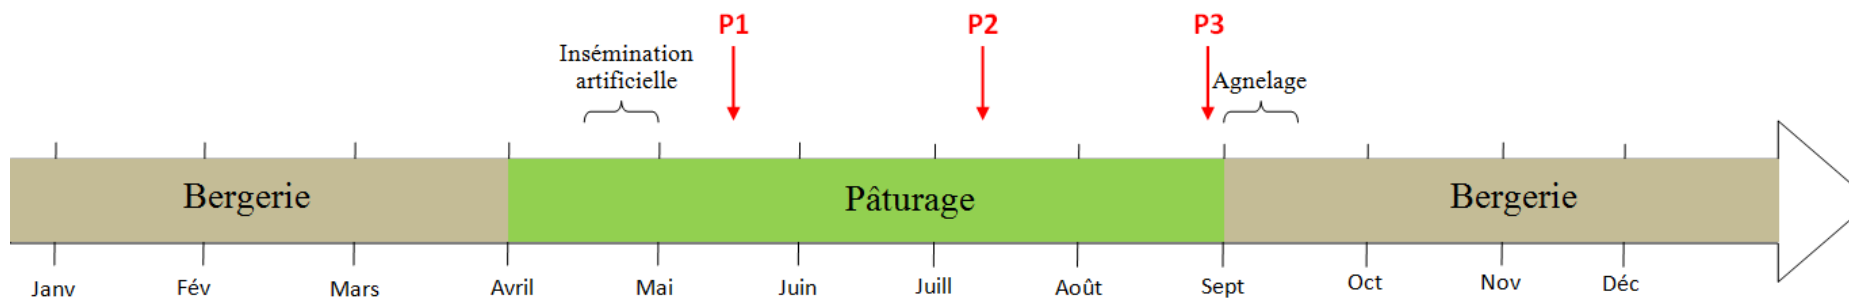 P1
P2
P3
Insémination
artificielle
Agnelage
Bergerie
Pâturage
Bergerie
Janv
Fév
Mars
Avril
Mai
Juin
Juill
Août
Sept
Oct
Nov
Déc